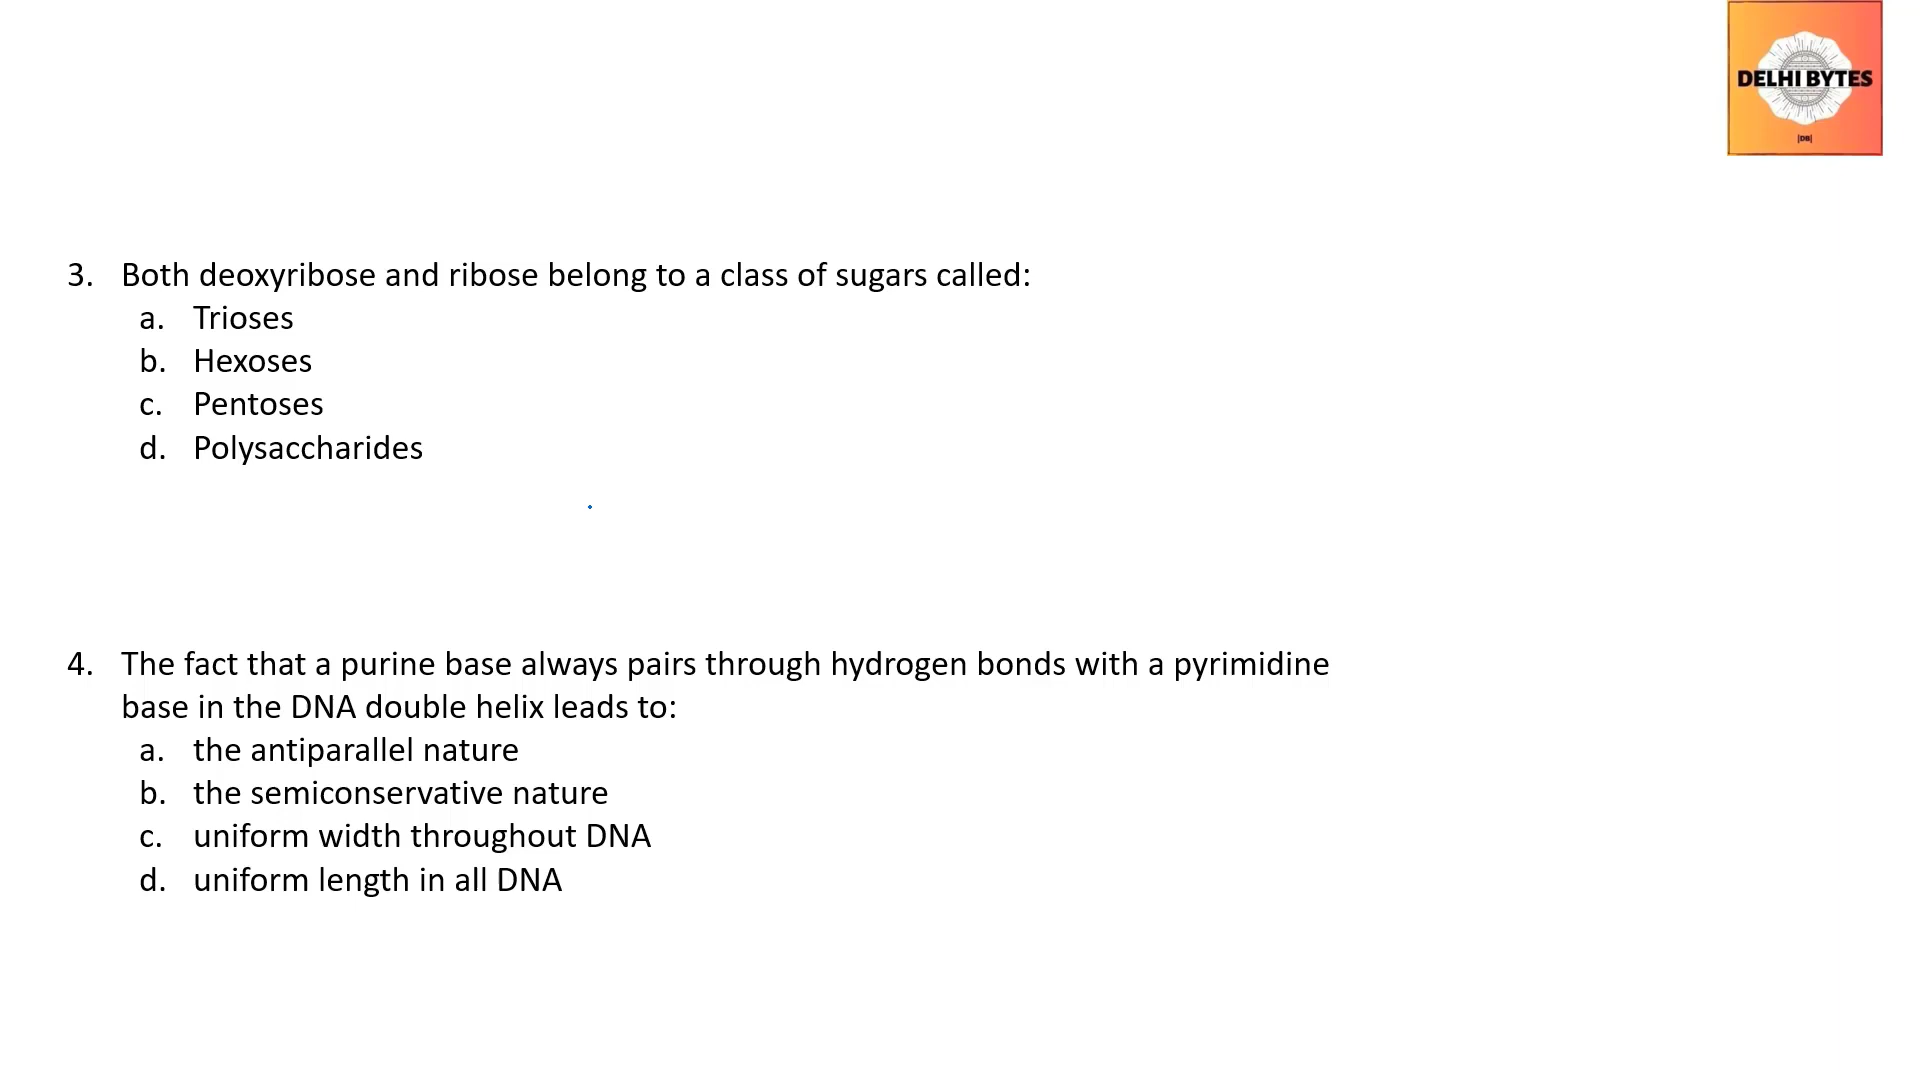 DELHI BYTES
|DB|
3. Both deoxyribose and ribose belong to a class of sugars called:
a. Trioses
b. Hexoses
c. Pentoses
d. Polysaccharides
4. The fact that a purine base always pairs through hydrogen bonds with a pyrimidine
base in the DNA double helix leads to:
a. the antiparallel nature
b. the semiconservative nature
c. uniform width throughout DNA
d. uniform length in all DNA